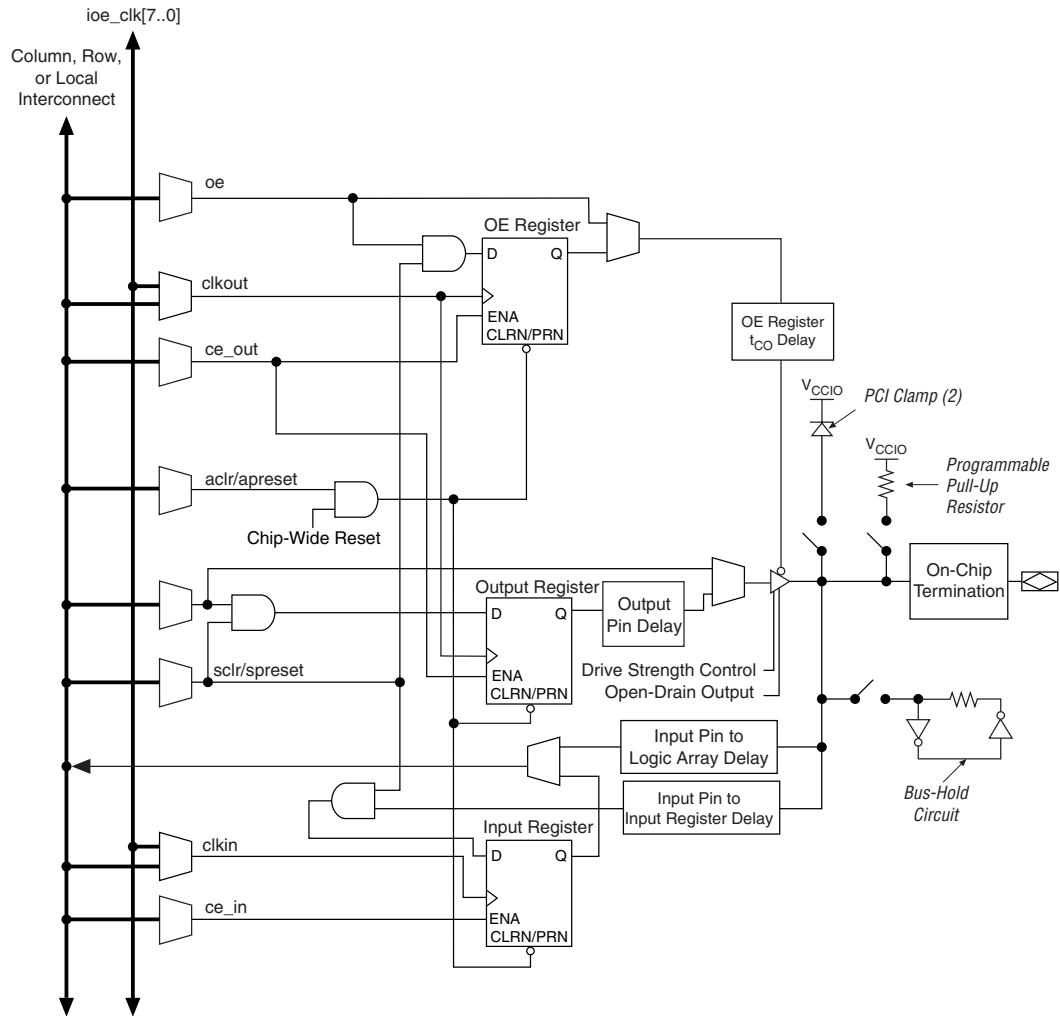 ioe_clk[7..0]
Column, Row,
or Local
Interconnect
oe
OE Register
D Q
clkout
ENA
CLRN/PRN
OE Register
tCO Delay
ce_out
VCCIO
PCI Clamp (2)
VCCIO
Programmable
Pull-Up
Resistor
aclr/apreset
Chip-Wide Reset
On-Chip
Termination
Output Register
D Q
Output
Pin Delay
ENA
CLRN/PRN
sclr/spreset
Drive Strength Control
Open-Drain Output
Input Pin to
Logic Array Delay
Input Pin to
Input Register Delay
Bus-Hold
Circuit
Input Register
clkin
D Q
ce_in
ENA
CLRN/PRN